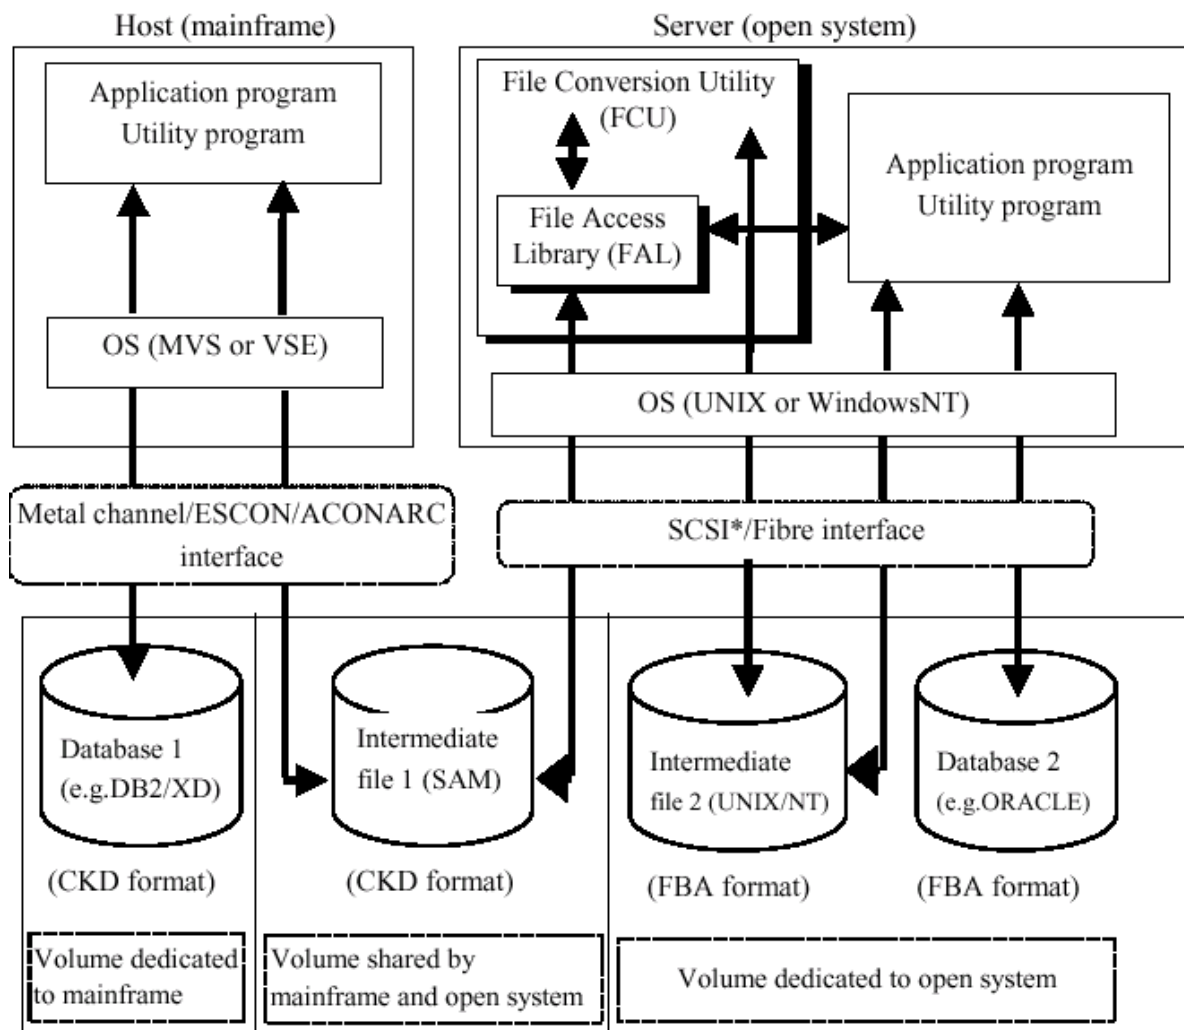 Host (mainframe)
Server (open system)
Application program
Utility program
OS (MVS or VSE)
File Conversion Utility
(FCU)
File Access
Library (FAL)
Application program
Utility program
OS (UNIX or WindowsNT)
Metal channel/ESCON/ACONARC
interface
SCSI*/Fibre interface
Database 1
(e.g.DB2/XD)
(CKD format)
Intermediate
file 1 (SAM)
(CKD format)
Intermediate
file 2 (UNIX/NT)
(FBA format)
Database 2
(e.g.ORACLE)
(FBA format)
Volume dedicated
to mainframe
Volume shared by
mainframe and open system
Volume dedicated to open system